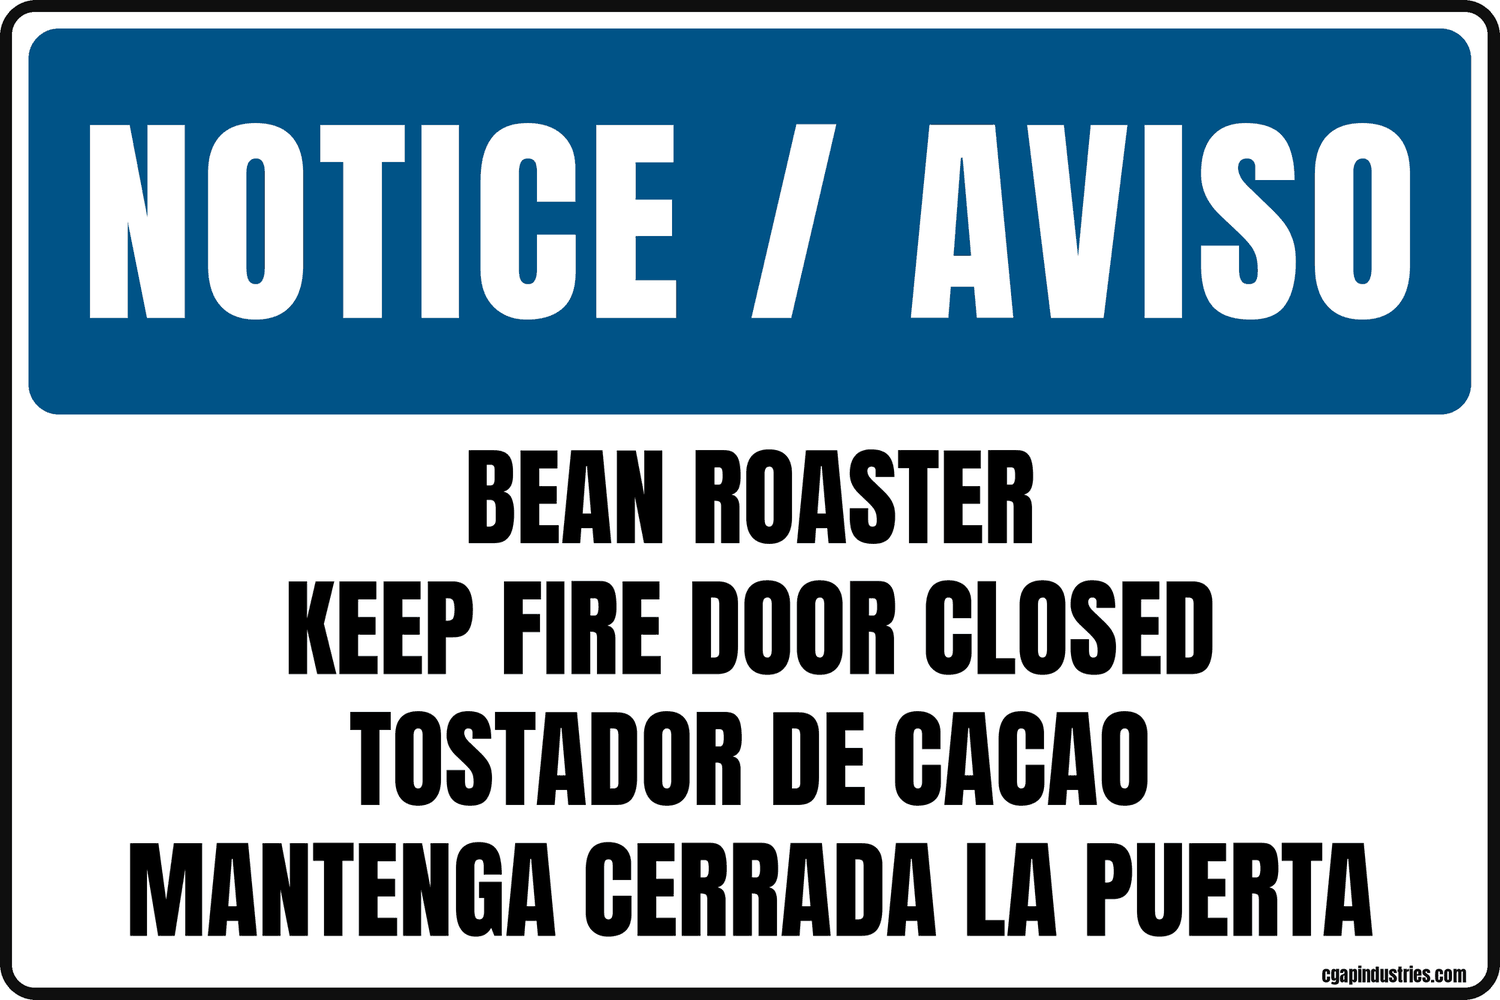 NOTICE / AVISO
BEAN ROASTER
KEEP FIRE DOOR CLOSED
TOSTADOR DE CACAO
MANTENGA CERRADA LA PUERTA
cgapindustries.com